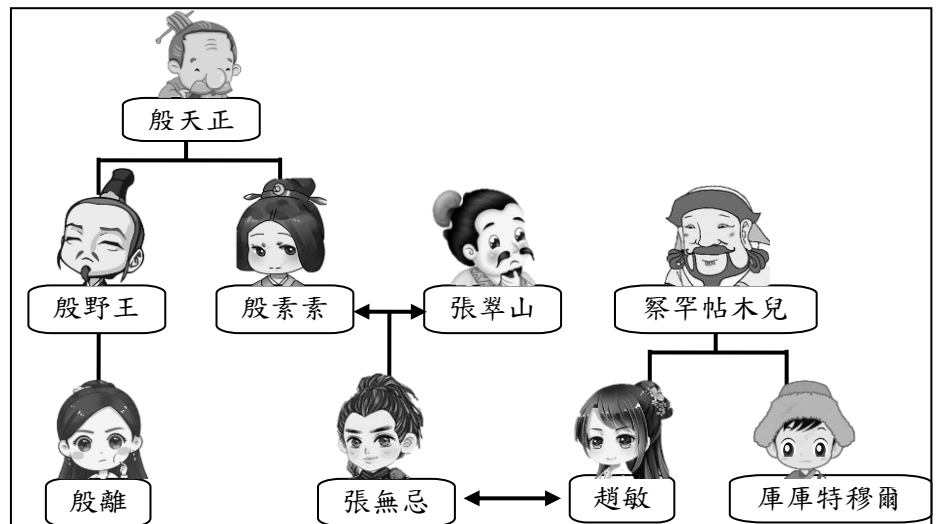 殷天正
殷野王
殷素素
張翠山
察罕帖木兒
殷離
張無忌
趙敏
庫庫特穆爾